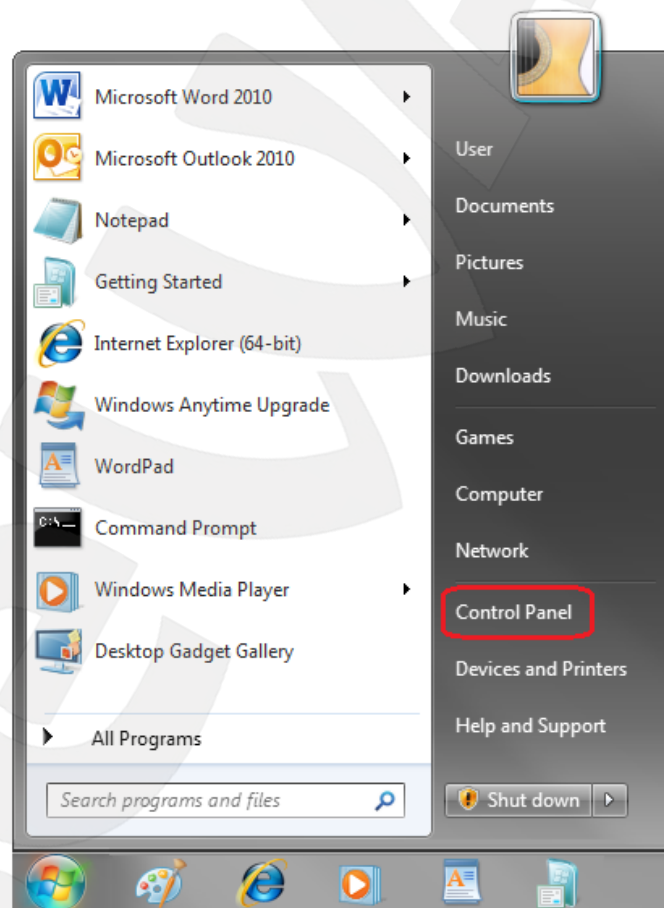 Microsoft Word 2010
Microsoft Outlook 2010
Notepad
Getting Started
Internet Explorer (64-bit)
Windows Anytime Upgrade
WordPad
C:\
Command Prompt
Windows Media Player
Desktop Gadget Gallery
All Programs
Search programs and files
User
Documents
Pictures
Music
Downloads
Games
Computer
Network
Control Panel
Devices and Printers
Help and Support
Shut down